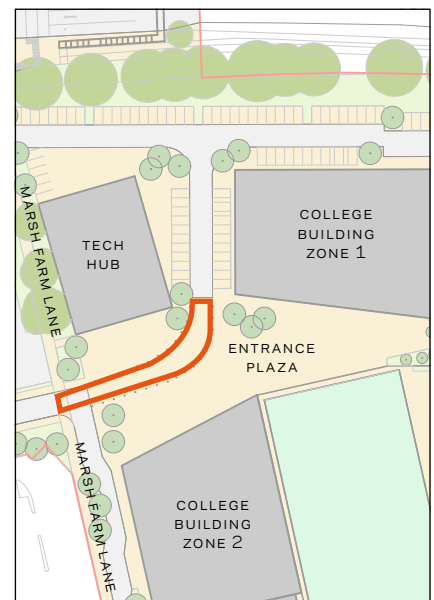 COLLEGE
BUILDING
ZONE 1
MARSH FARM LANE
TECH
HUB
ENTRANCE
PLAZA
MARSH FARM LANE
COLLEGE
BUILDING
ZONE 2